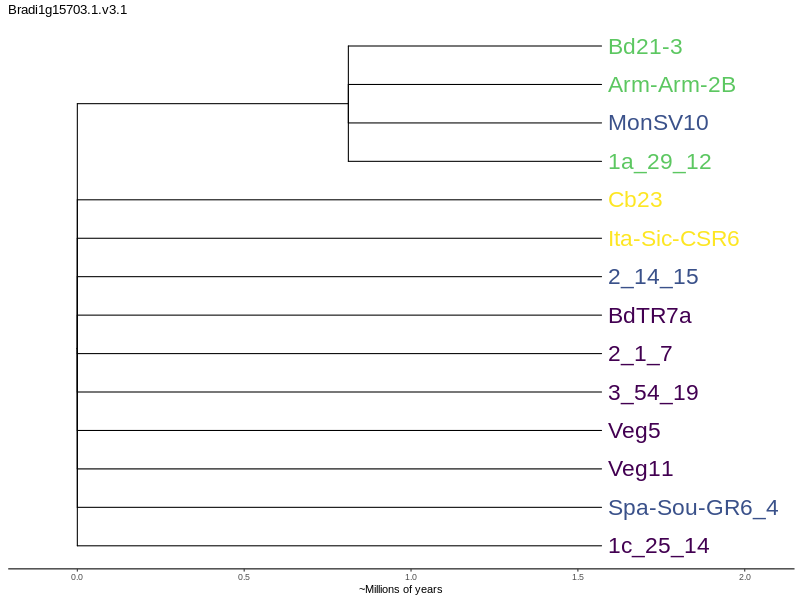 Bradi1g15703.1.v3.1
Bd21-3
Arm-Arm-2B
MonSV10
1a_29_12
Cb23
Ita-Sic-CSR6
2_14_15
BdTR7a
2_1_7
3_54_19
Veg5
Veg11
Spa-Sou-GR6_4
1c_25_14
0.0 0.5 1.0 1.5 2.0
~Millions of years